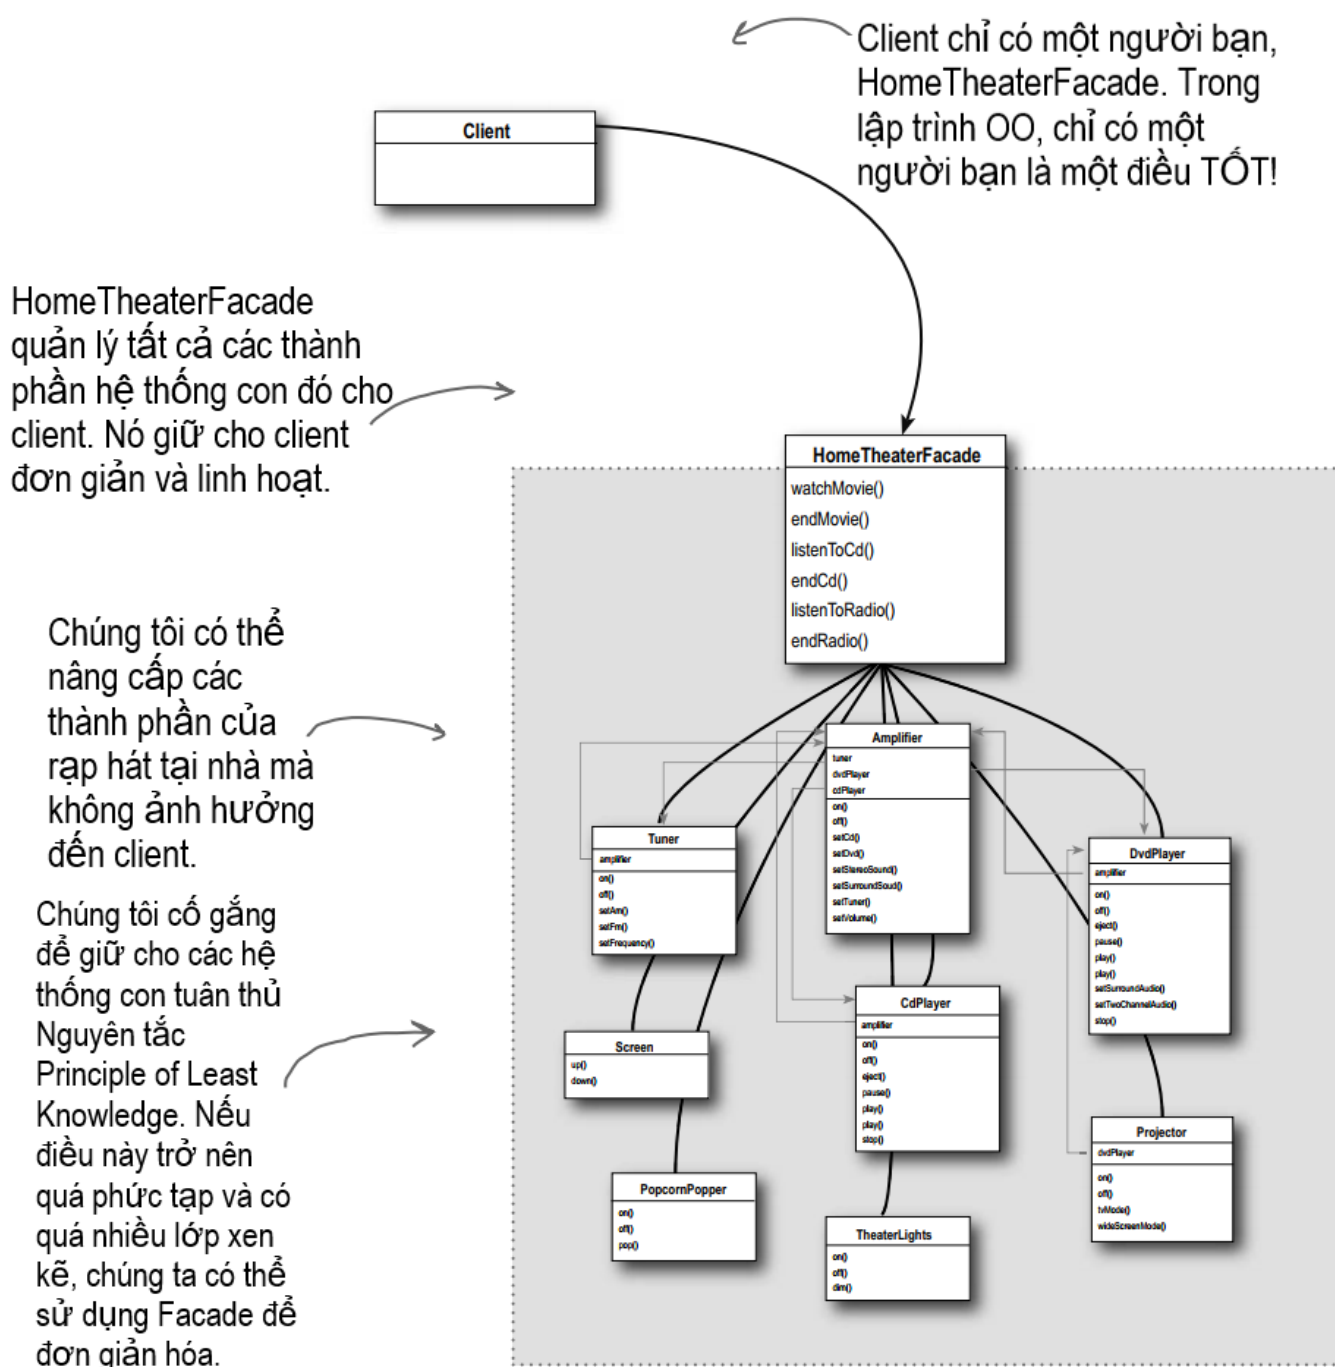 Client chỉ có một người bạn,
HomeTheaterFacade. Trong
lập trình OO, chỉ có một
người bạn là một điều TỐT!
Client
HomeTheaterFacade
quản lý tất cả các thành
phần hệ thống con đó cho
client. Nó giữ cho client
đơn giản và linh hoạt.
HomeTheaterFacade
watchMovie()
endMovie()
listenToCd()
endCd()
listenToRadio()
endRadio()
Chúng tôi có thể
nâng cấp các
thành phần của
rạp hát tại nhà mà
không ảnh hưởng
đến client.
Chúng tôi cố gắng
để giữ cho các hệ
thống con tuân thủ
Nguyên tắc
Principle of Least
Knowledge. Nếu
điều này trở nên
quá phức tạp và có
quá nhiều lớp xen
kẽ, chúng ta có thể
sử dụng Facade để
đơn giản hóa.
Amplifier
tuner
dvdPlayer
cdPlayer
on()
off()
setCd()
setDvd()
setStereoSound()
setSurroundSoud()
setTuner()
setVolume()
Tuner
amplifier
on()
off()
setAm()
setFm()
setFrequency()
DvdPlayer
amplifier
on()
off()
eject()
pause()
play()
play()
setSurroundAudio()
setTwoChannelAudio()
stop()
CdPlayer
amplifier
on()
off()
eject()
pause()
play()
play()
stop()
Screen
up()
down()
Projector
dvdPlayer
on()
off()
tvMode()
wideScreenMode()
PopcornPopper
on()
off()
pop()
TheaterLights
on()
off()
dim()